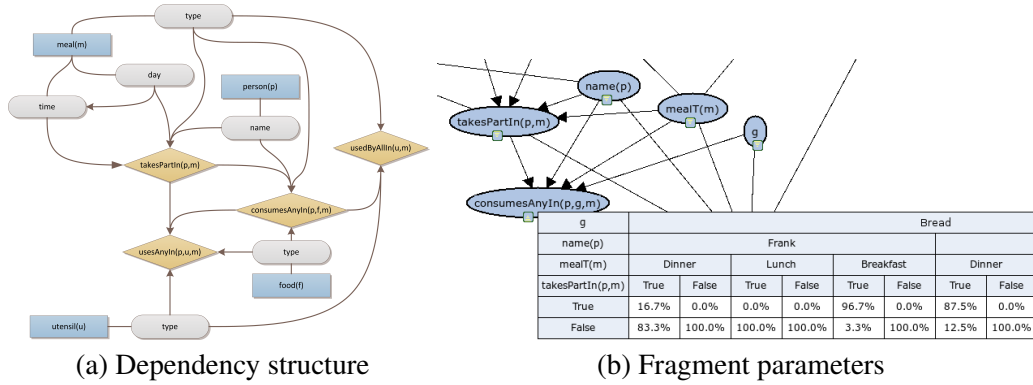 type
meal(m)
day
person(p)
time
name
usedByAllIn(u,m)
takesPartIn(p,m)
consumesAnyIn(p,f,m)
usesAnyIn(p,u,m)
type
food(f)
utensil(u)
type
(a) Dependency structure
name(p)
mealT(m)
takesPartIn(p,m)
g
consumesAnyIn(p,g,m)
g Bread
name(p) Frank
mealT(m) Dinner Lunch Breakfast Dinner
takesPartIn(p,m) True False True False True False True False
True 16.7% 0.0% 0.0% 0.0% 96.7% 0.0% 87.5% 0.0%
False 83.3% 100.0% 100.0% 100.0% 3.3% 100.0% 12.5% 100.0%
(b) Fragment parameters